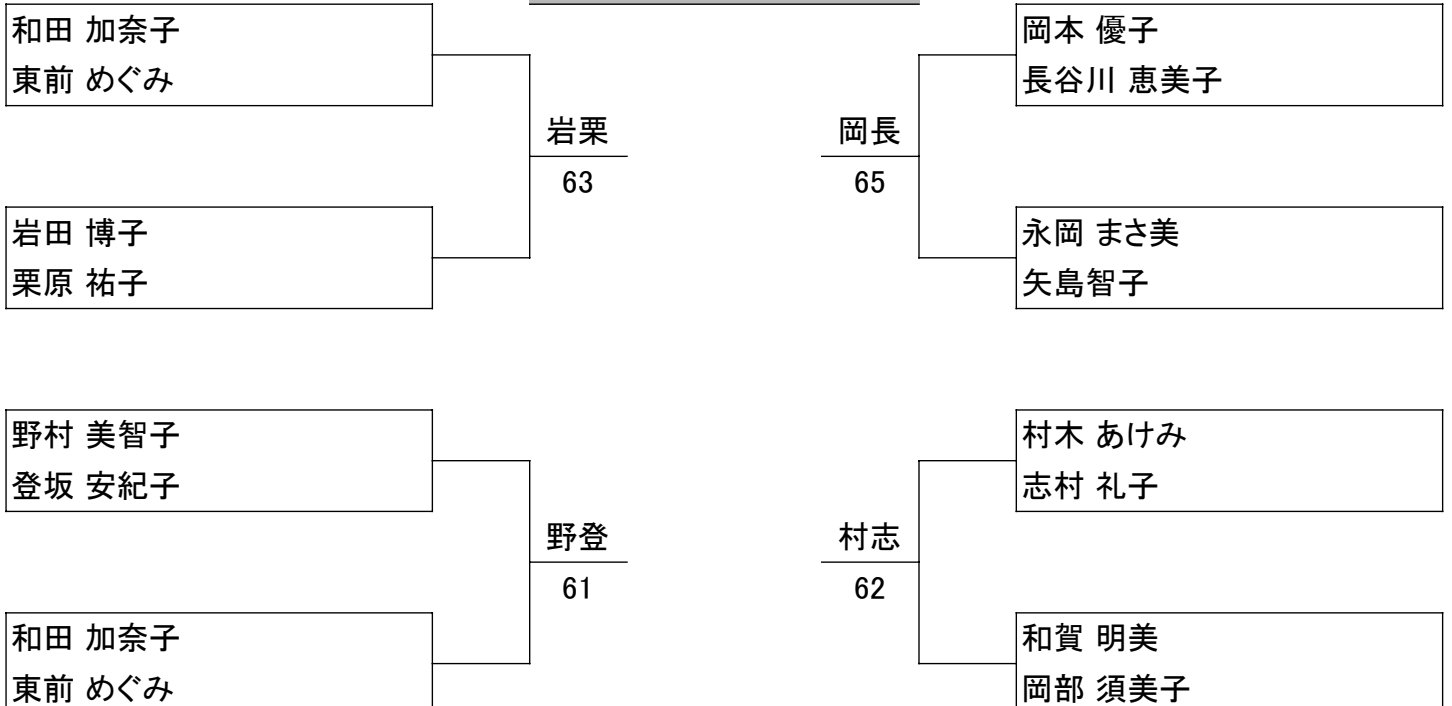 和田 加奈子
東前 めぐみ
岩栗
63
岩田 博子
栗原 祐子
岡本 優子
長谷川 恵美子
岡長
65
永岡 まさ美
矢島智子
野村 美智子
登坂 安紀子
野登
61
和田 加奈子
東前 めぐみ
村木 あけみ
志村 礼子
村志
62
和賀 明美
岡部 須美子